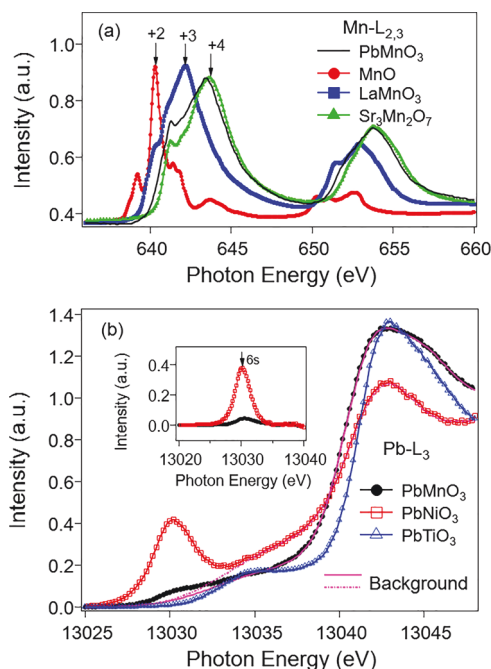 (a)
+2
+3
+4
Mn-L2,3
PbMnO3
MnO
LaMnO3
Sr3Mn2O7
Intensity (a.u.)
1.0
0.8
0.6
0.4
640
645
650
655
660
Photon Energy (eV)
(b)
1.4
1.2
1.0
0.8
0.6
0.4
0.2
0.0
Intensity (a.u.)
6s
0.4
0.2
0.0
Intensity (a.u.)
13020
13030
13040
Photon Energy (eV)
Pb-L3
PbMnO3
PbNiO3
PbTiO3
Background
13025
13030
13035
13040
13045
Photon Energy (eV)